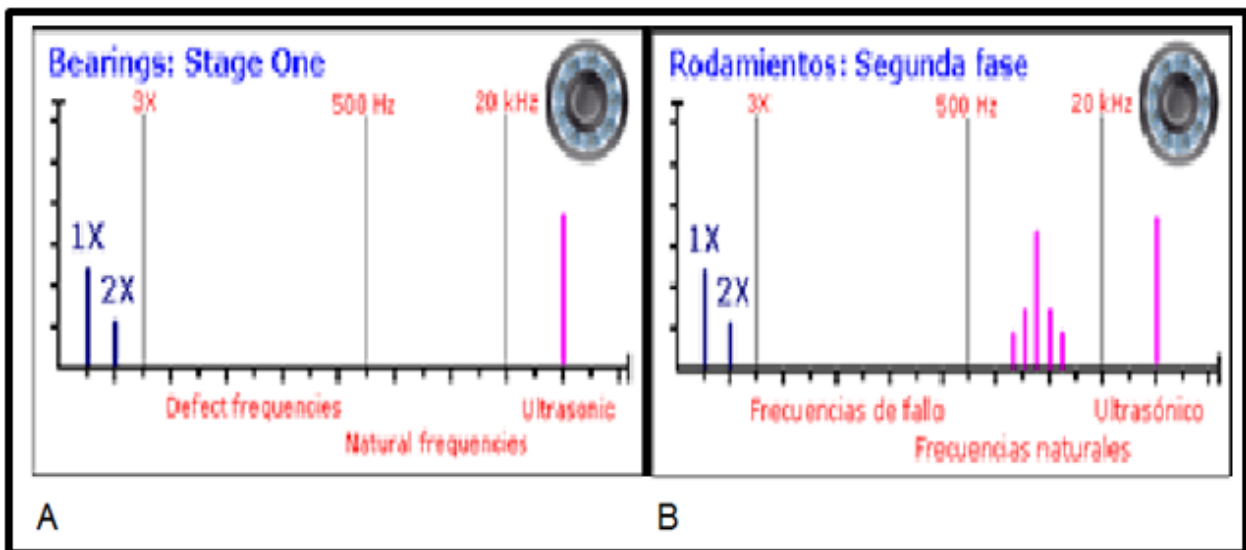 Bearings: Stage One
3X
500 Hz
20 kHz
1X
2X
Defect frequencies
Ultrasonic
Natural frequencies
A
Rodamientos: Segunda fase
3X
500 Hz
20 kHz
1X
2X
Frecuencias de fallo
Ultrasónico
Frecuencias naturales
B